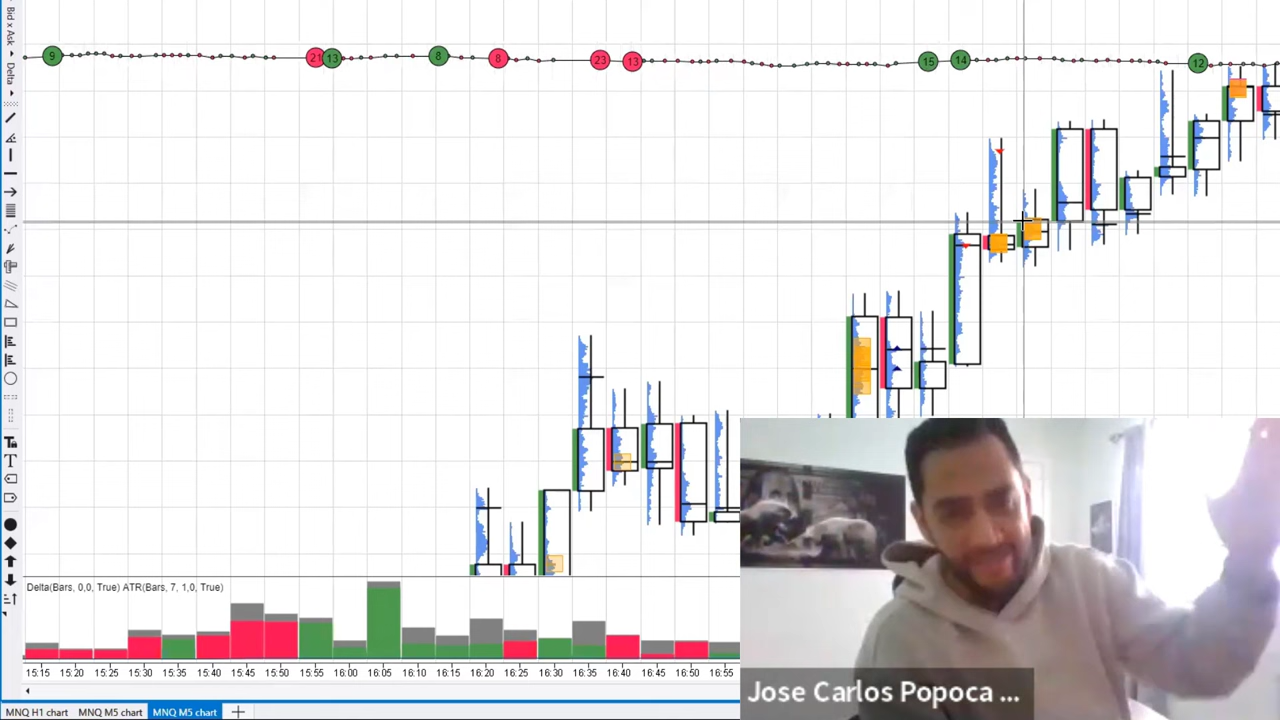 Bid x Ask
Delta
9
21
13
8
8
23
13
15
14
12
T
Delta(Bars, 0,0, True) ATR(Bars, 7, 1,0, True)
15:15 15:20 15:25 15:30 15:35 15:40 15:45 15:50 15:55 16:00 16:05 16:10 16:15 16:20 16:25 16:30 16:35 16:40 16:45 16:50 16:55
Jose Carlos Popoca ...
MNQ H1 chart MNQ M5 chart MNQ M5 chart